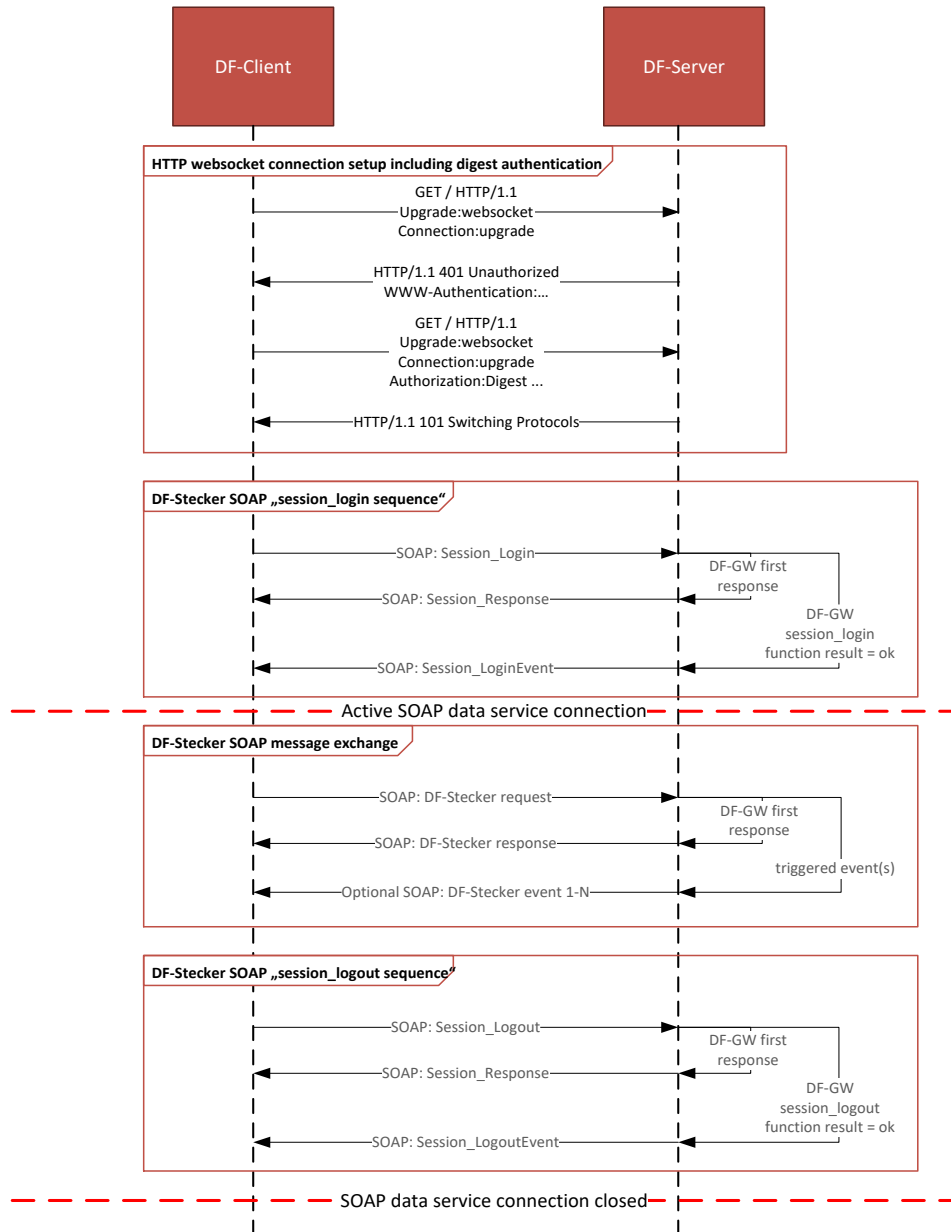 DF-Client
DF-Server
HTTP websocket connection setup including digest authentication
GET / HTTP/1.1
Upgrade:websocket
Connection:upgrade
HTTP/1.1 401 Unauthorized
WWW-Authentication:...
GET / HTTP/1.1
Upgrade:websocket
Connection:upgrade
Authorization:Digest ...
HTTP/1.1 101 Switching Protocols
DF-Stecker SOAP „session_login sequence“
SOAP: Session_Login
DF-GW first
response
SOAP: Session_Response
DF-GW
session_login
function result = ok
SOAP: Session_LoginEvent
Active SOAP data service connection
DF-Stecker SOAP message exchange
SOAP: DF-Stecker request
DF-GW first
response
SOAP: DF-Stecker response
triggered event(s)
Optional SOAP: DF-Stecker event 1-N
DF-Stecker SOAP „session_logout sequence“
SOAP: Session_Logout
DF-GW first
response
SOAP: Session_Response
DF-GW
session_logout
function result = ok
SOAP: Session_LogoutEvent
SOAP data service connection closed